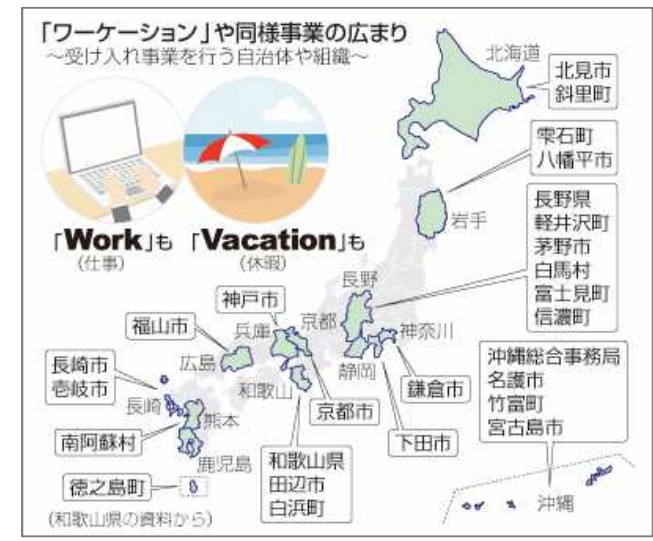 「ワーケーション」や同様事業の広まり
～受け入れ事業を行う自治体や組織～
「Work」も
(仕事)
「Vacation」も
(休暇)
北海道
北見市
斜里町
雫石町
八幡平市
岩手
長野県
軽井沢町
茅野市
白馬村
富士見町
信濃町
長野
神戸市
兵庫
京都
神奈川
福山市
広島
静岡
鎌倉市
長崎市
壱岐市
長崎
和歌山
京都市
下田市
熊本
南阿蘇村
鹿児島
徳之島町
和歌山県
田辺市
白浜町
沖縄総合事務局
名護市
竹富町
宮古島市
沖縄
(和歌山県の資料から)